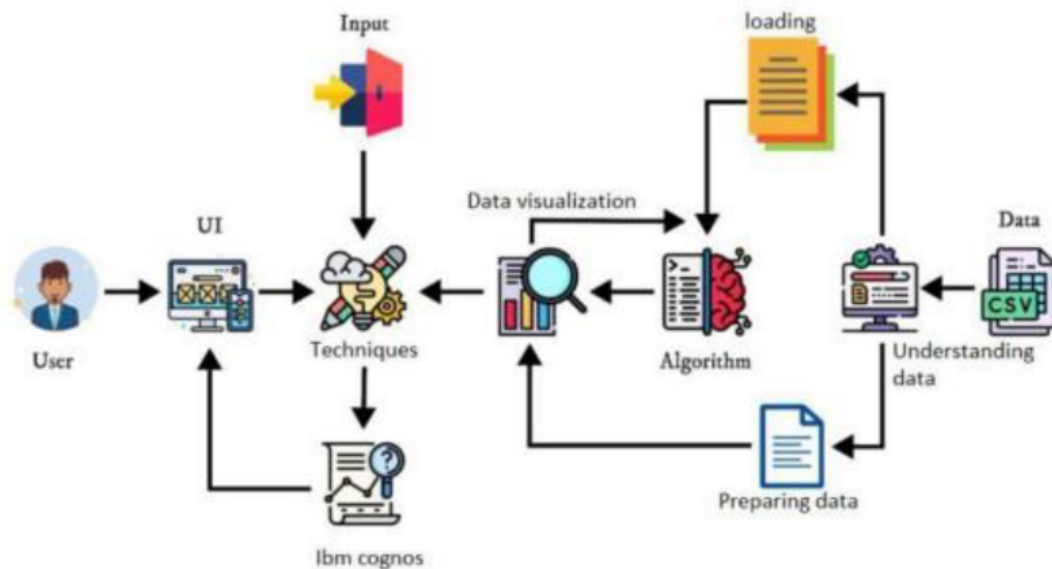 Input
loading
Data visualization
UI
Data
CSV
Techniques
User
Algorithm
Understanding
data
Preparing data
Ibm cognos